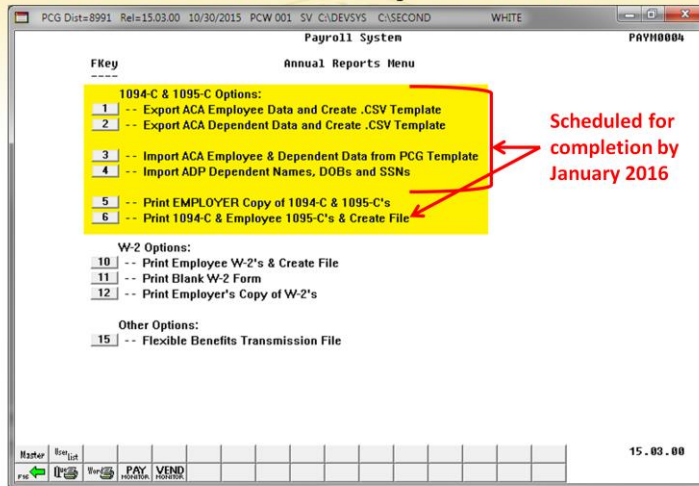 PCG Dist=8991 Rel=15.03.00 10/30/2015 PCW 001 SV C:\DEVSYS C:\SECOND WHITE
Payroll System PAYM0004
FKey Annual Reports Menu
----
1094-C & 1095-C Options:
1 -- Export ACA Employee Data and Create .CSV Template
2 -- Export ACA Dependent Data and Create .CSV Template
3 -- Import ACA Employee & Dependent Data from PCG Template
4 -- Import ADP Dependent Names, DOBs and SSNs
5 -- Print EMPLOYER Copy of 1094-C & 1095-C's
6 -- Print 1094-C & Employee 1095-C's & Create File
Scheduled for
completion by
January 2016
W-2 Options:
10 -- Print Employee W-2's & Create File
11 -- Print Blank W-2 Form
12 -- Print Employer's Copy of W-2's
Other Options:
15 -- Flexible Benefits Transmission File
Master User List 15.03.00
F16 Que Word PAY MONITOR VEND MONITOR